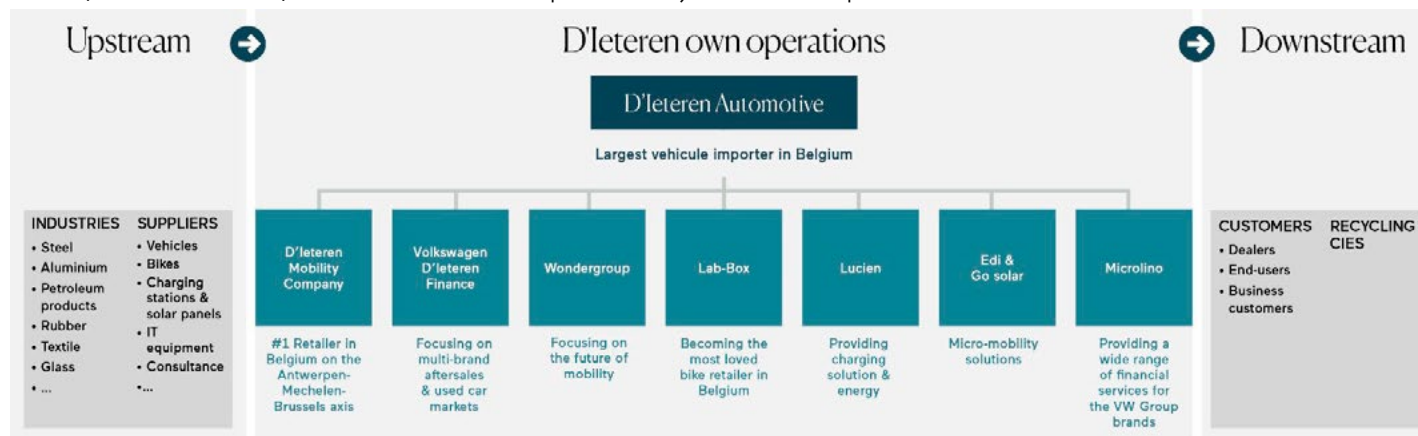 Upstream
D'Ieteren own operations
Downstream
D'Ieteren Automotive
Largest vehicule importer in Belgium
INDUSTRIES
• Steel
• Aluminium
• Petroleum
products
• Rubber
• Textile
• Glass
• ...
SUPPLIERS
• Vehicles
• Bikes
• Charging
stations &
solar panels
• IT
equipment
• Consultance
•...
D'Ieteren
Mobility
Company
#1 Retailer in
Belgium on the
Antwerpen-
Mechelen-
Brussels axis
Volkswagen
D'Ieteren
Finance
Focusing on
multi-brand
aftersales
& used car
markets
Wondergroup
Focusing on
the future of
mobility
Lab-Box
Becoming the
most loved
bike retailer in
Belgium
Lucien
Providing
charging
solution &
energy
Edi &
Go solar
Micro-mobility
solutions
Microlino
Providing a
wide range
of financial
services for
the VW Group
brands
CUSTOMERS
• Dealers
• End-users
• Business
customers
RECYCLING
CIES